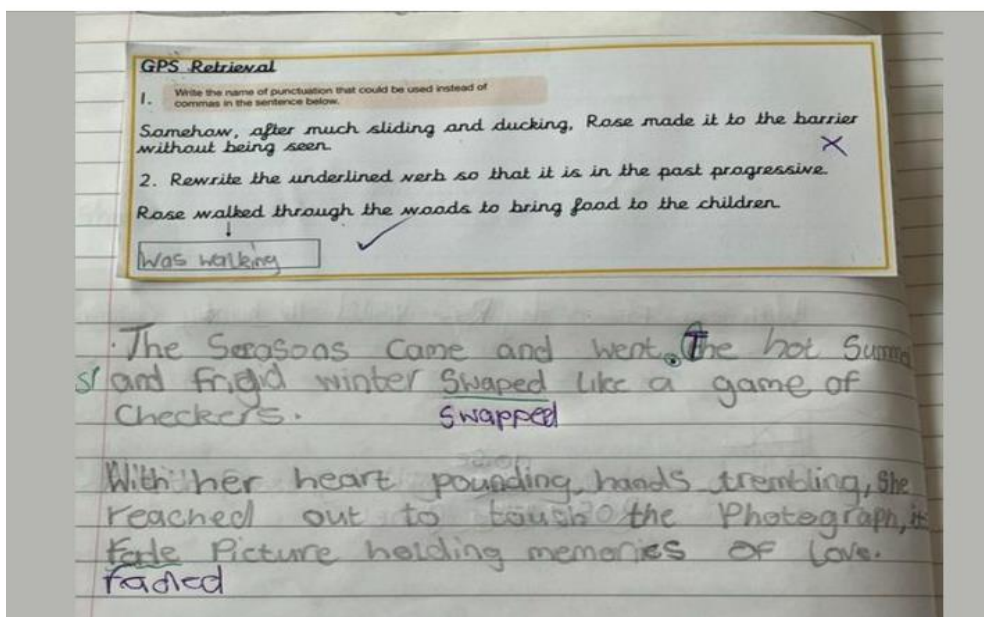 GPS Retrieval
1. Write the name of punctuation that could be used instead of
commas in the sentence below.
Somehow, after much sliding and ducking, Rose made it to the barrier
without being seen.
2. Rewrite the underlined verb so that it is in the past progressive.
Rose walked through the woods to bring food to the children
Was walking
The Serasons came and went. The hot Summe
sp and frigid winter Swaped like a game of
Checkers.
swapped
With her heart pounding, hands trembling, She
reached out to touch the Photograph, it
Fade Picture holding memories of love.
faded